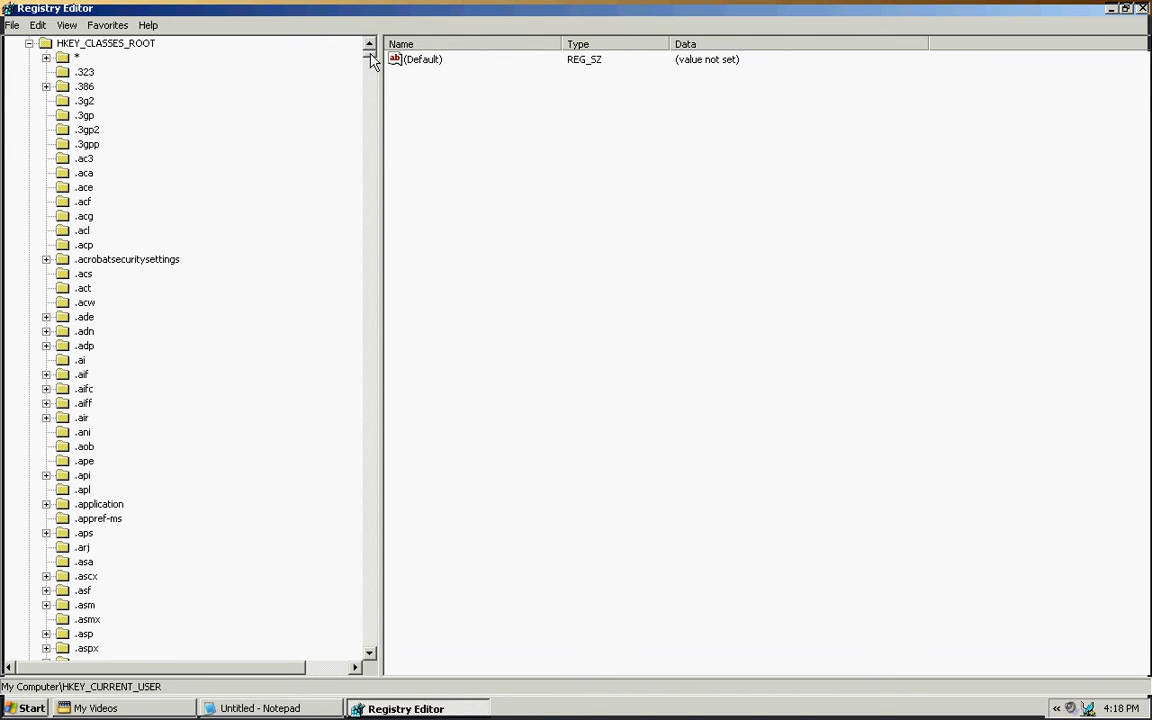 Registry Editor
File Edit View Favorites Help
HKEY_CLASSES_ROOT
*
.323
.386
.3g2
.3gp
.3gp2
.3gpp
.ac3
.aca
.ace
.acf
.acg
.acl
.acp
.acrobatsecuritysettings
.acs
.act
.acw
.ade
.adn
.adp
.ai
.aif
.aifc
.aiff
.air
.ani
.aob
.ape
.api
.apl
.application
.appref-ms
.aps
.arj
.asa
.ascx
.asf
.asm
.asmx
.asp
.aspx
Name Type Data
ab (Default) REG_SZ (value not set)
My Computer\HKEY_CURRENT_USER
Start My Videos Untitled - Notepad Registry Editor « 4:18 PM